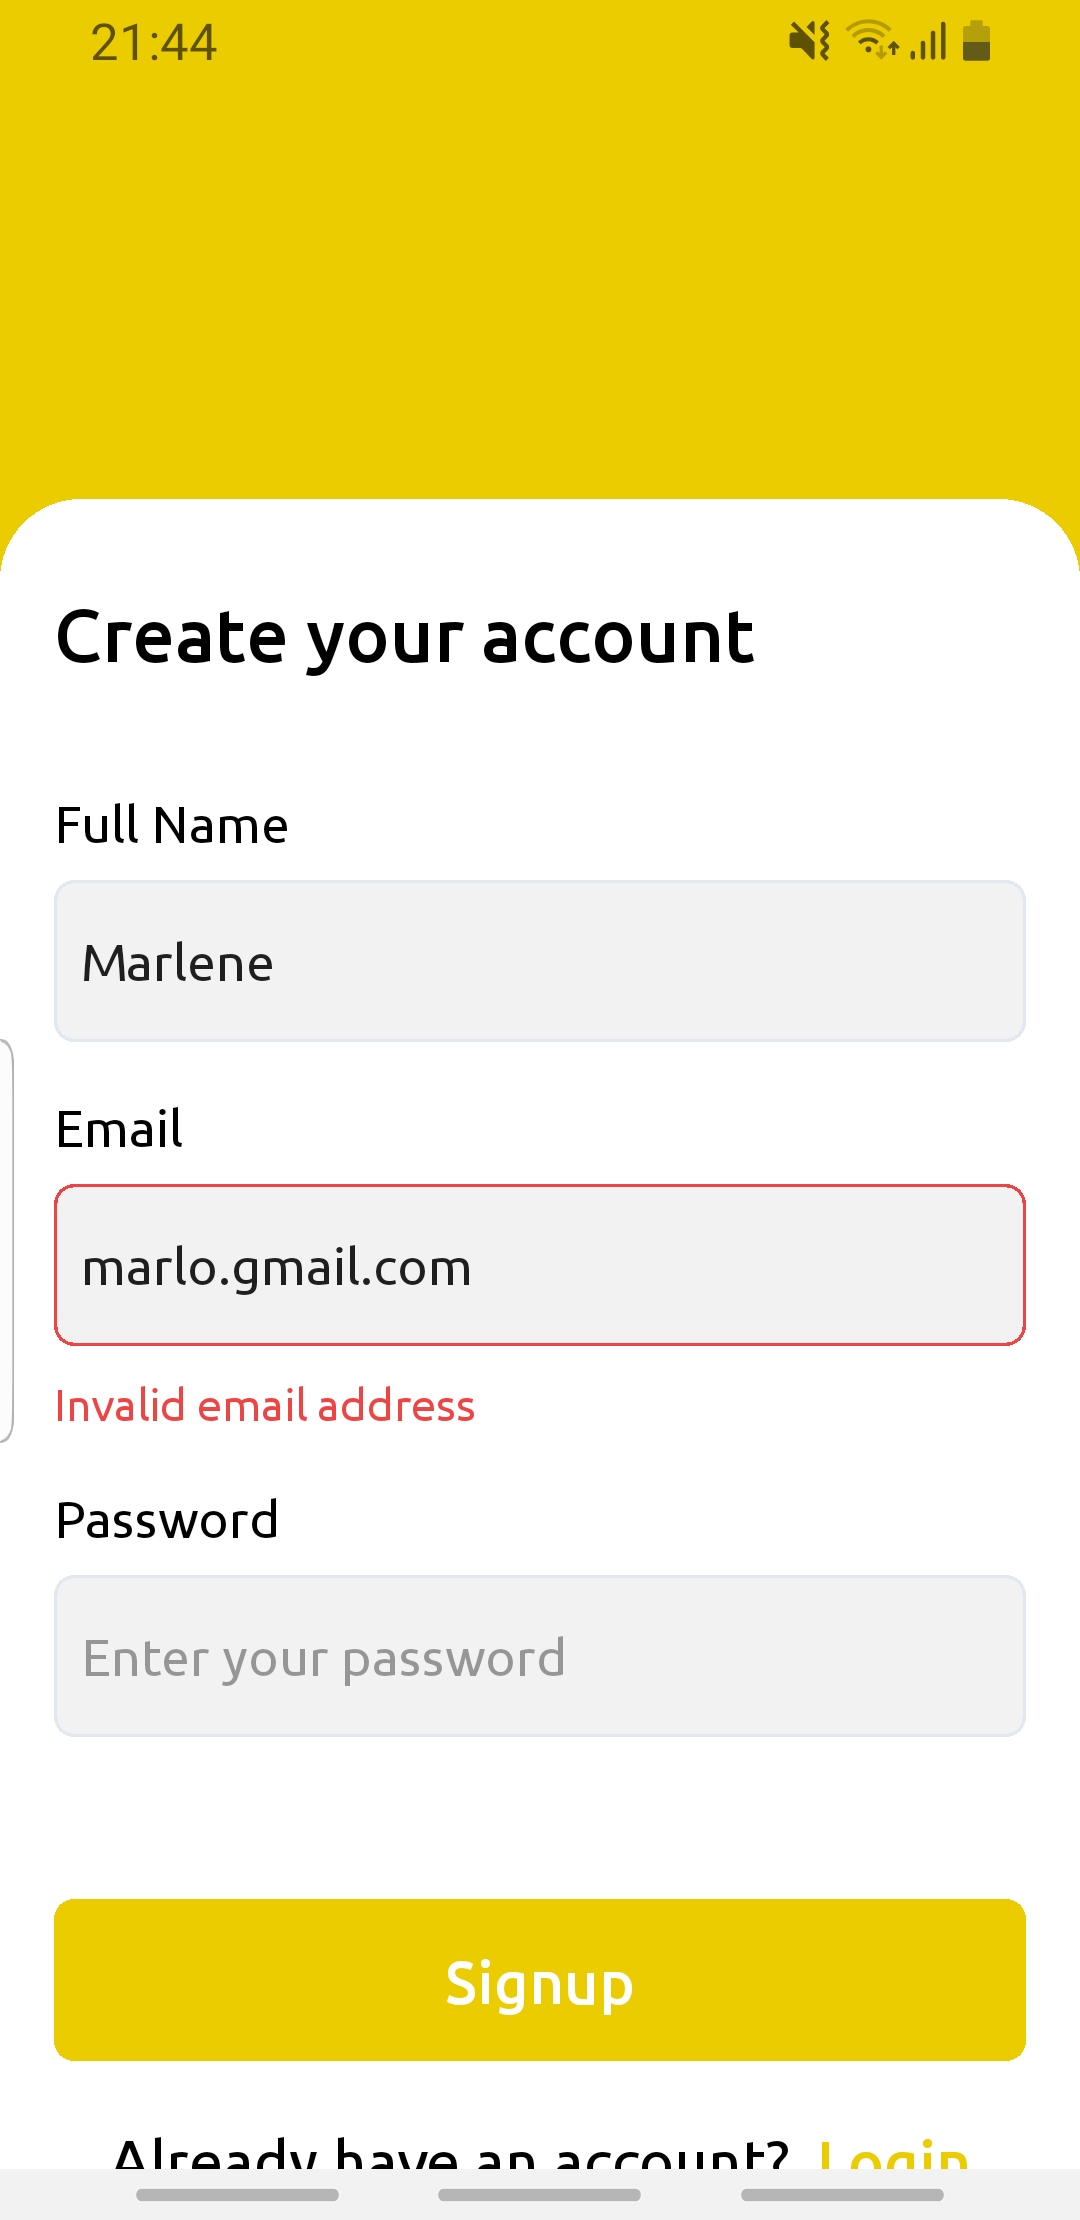 21:44
Create your account
Full Name
Marlene
Email
marlo.gmail.com
Invalid email address
Password
Enter your password
Signup
Already have an account? Login